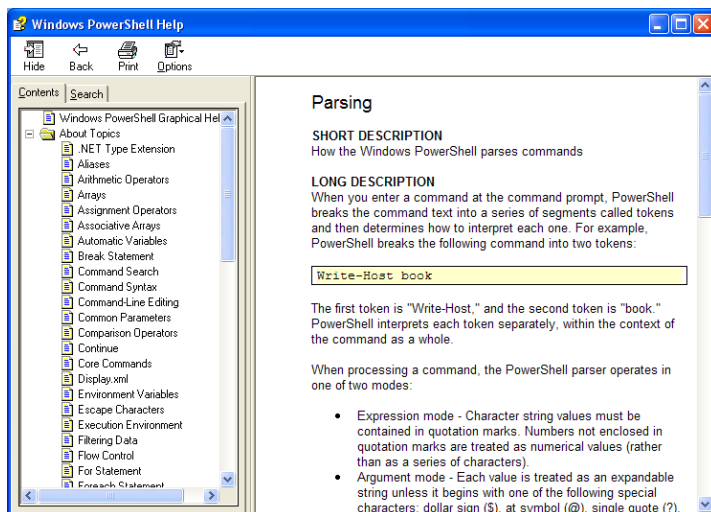 Windows PowerShell Help
Hide Back Print Options
Contents Search
Windows PowerShell Graphical Hel
About Topics
.NET Type Extension
Aliases
Arithmetic Operators
Arrays
Assignment Operators
Associative Arrays
Automatic Variables
Break Statement
Command Search
Command Syntax
Command-Line Editing
Common Parameters
Comparison Operators
Continue
Core Commands
Display.xml
Environment Variables
Escape Characters
Execution Environment
Filtering Data
Flow Control
For Statement
Foreach Statement
Parsing
SHORT DESCRIPTION
How the Windows PowerShell parses commands
LONG DESCRIPTION
When you enter a command at the command prompt, PowerShell
breaks the command text into a series of segments called tokens
and then determines how to interpret each one. For example,
PowerShell breaks the following command into two tokens:
Write-Host book
The first token is "Write-Host," and the second token is "book."
PowerShell interprets each token separately, within the context of
the command as a whole.
When processing a command, the PowerShell parser operates in
one of two modes:
• Expression mode - Character string values must be
contained in quotation marks. Numbers not enclosed in
quotation marks are treated as numerical values (rather
than as a series of characters).
• Argument mode - Each value is treated as an expandable
string unless it begins with one of the following special
characters: dollar sign ($), at symbol (@), single quote (?),